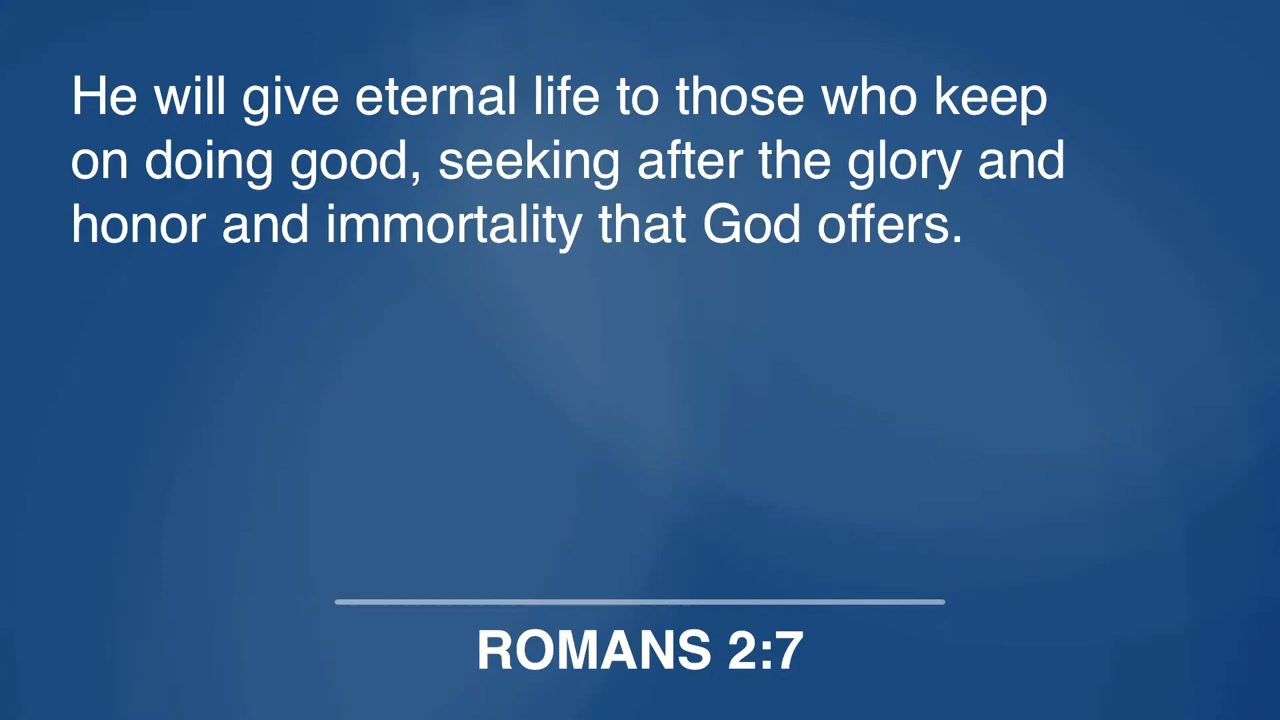 He will give eternal life to those who keep
on doing good, seeking after the glory and
honor and immortality that God offers.
ROMANS 2:7